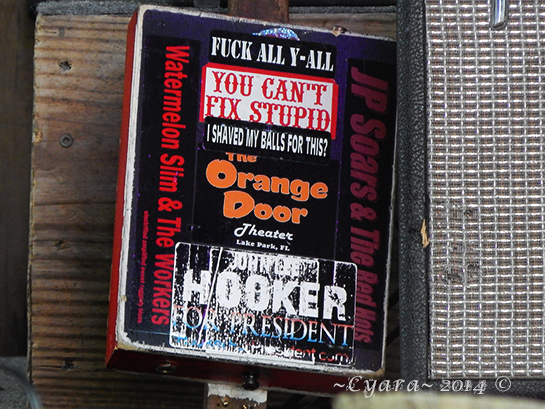 FUCK ALL Y-ALL
YOU CAN'T
FIX STUPID
I SHAVED MY BALLS FOR THIS?
The
Orange
Door
Theater
Lake Park, FL
HOOKER
FOR PRESIDENT
Watermelon Slim & The Workers
JP Soars & The Red Hots
~Cyara~ 2014 ©